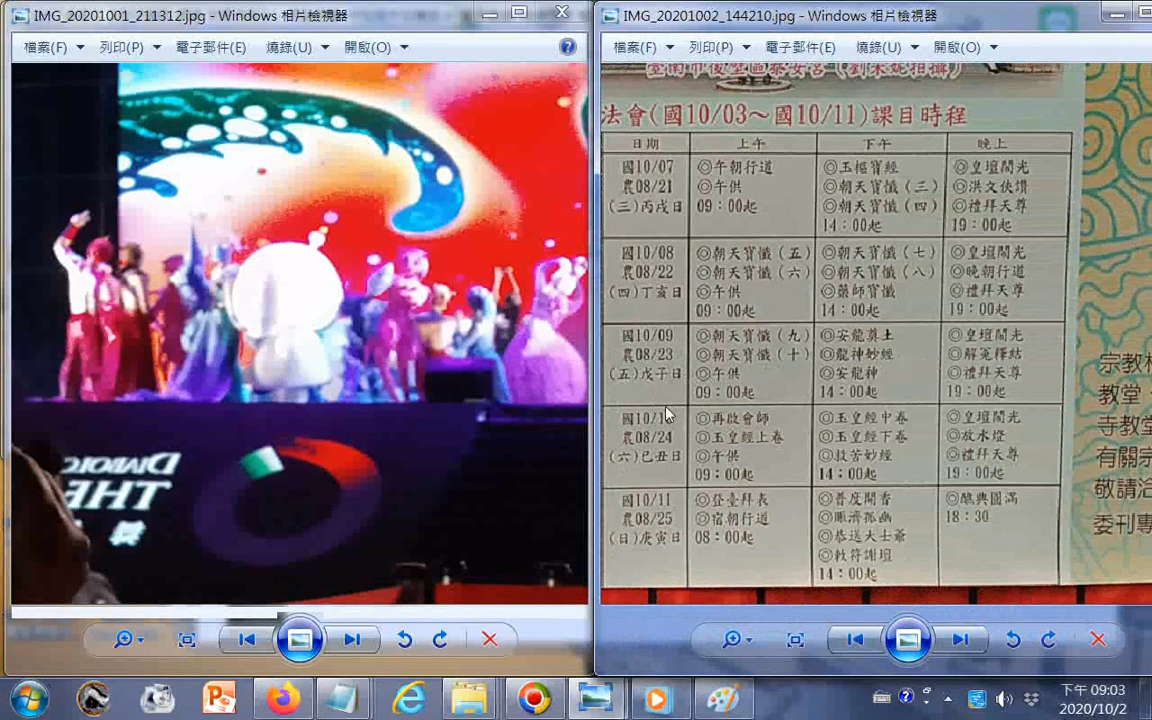 IMG_20201001_211312.jpg - Windows 相片檢視器
檔案(F) 列印(P) 電子郵件(E) 燒錄(U) 開啟(O)
IMG_20201002_144210.jpg - Windows 相片檢視器
檔案(F) 列印(P) 電子郵件(E) 燒錄(U) 開啟(O)
DIABOLO
THE
法會(國10/03～國10/11)課目時程
日期 上午 下午 晚上
國10/07 ◎午朝行道 ◎玉樞寶經 ◎皇壇鬧光
農08/21 ◎午供 ◎朝天寶懺(三) ◎洪文俠讚
(三)丙戌日 09：00起 ◎朝天寶懺(四) ◎禮拜天尊
14：00起 19：00起
國10/08 ◎朝天寶懺(五) ◎朝天寶懺(七) ◎皇壇鬧光
農08/22 ◎朝天寶懺(六) ◎朝天寶懺(八) ◎晚朝行道
(四)丁亥日 ◎午供 ◎藥師寶懺 ◎禮拜天尊
09：00起 14：00起 19：00起
國10/09 ◎朝天寶懺(九) ◎安龍奠土 ◎皇壇鬧光
農08/23 ◎朝天寶懺(十) ◎龍神妙經 ◎解冤釋結
(五)戊子日 ◎午供 ◎安龍神 ◎禮拜天尊
09：00起 14：00起 19：00起
國10/1 ◎再啟會師 ◎玉皇經中卷 ◎皇壇鬧光
農08/24 ◎玉皇經上卷 ◎玉皇經下卷 ◎放水燈
(六)己丑日 ◎午供 ◎救苦妙經 ◎禮拜天尊
09：00起 14：00起 19：00起
國10/11 ◎登臺拜表 ◎普度開香 ◎醮典圓滿
農08/25 ◎宿朝行道 ◎賑濟孤幽 18：30
(日)庚寅日 08：00起 ◎恭送大士爺
◎敕符謝壇
14：00起
宗教
教堂
寺教堂
有關宗
敬請洽
委刊專
下午 09:03
2020/10/2